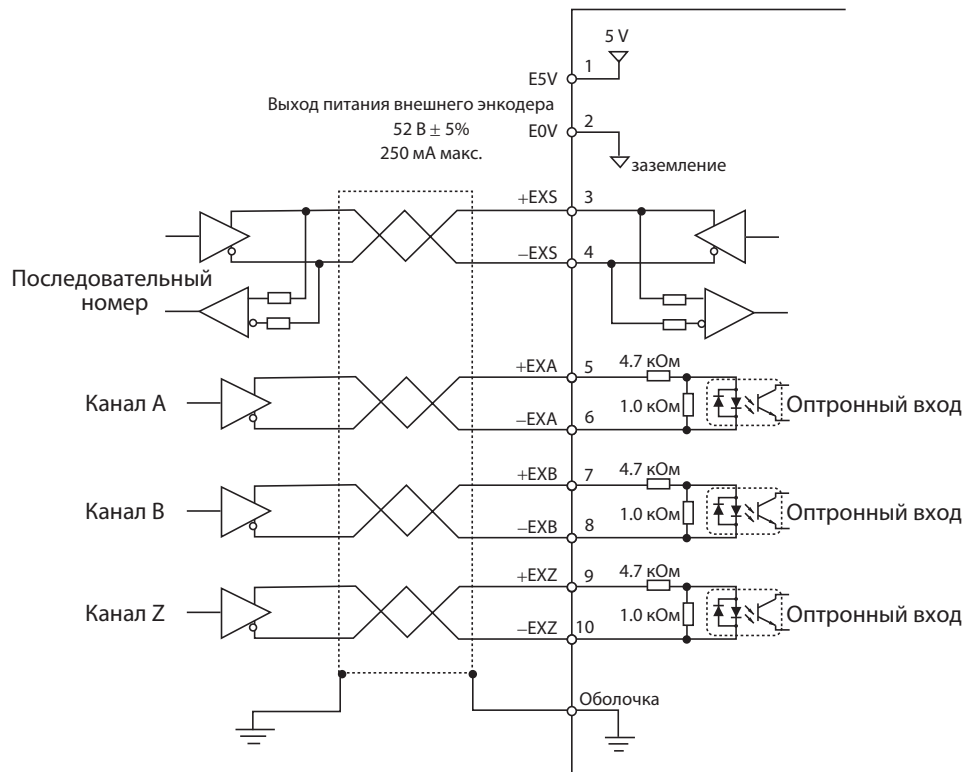 5 V
1
E5V
Выход питания внешнего энкодера
52 В ± 5%
250 мА макс.
2
E0V
заземление
+EXS
3
−EXS
4
Последовательный
номер
+EXA
5
4.7 кОм
Канал A
1.0 кОм
Оптронный вход
−EXA
6
+EXB
7
4.7 кОм
Канал B
1.0 кОм
Оптронный вход
−EXB
8
+EXZ
9
4.7 кОм
Канал Z
1.0 кОм
Оптронный вход
−EXZ
10
Оболочка